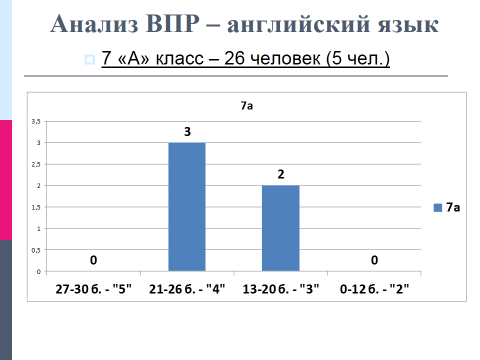 Анализ ВПР – английский язык
7 «А» класс – 26 человек (5 чел.)
7а
3,5
3
2,5
2
1,5
1
0,5
0
0
3
2
0
27-30 б. - "5"
21-26 б. - "4"
13-20 б. - "3"
0-12 б. - "2"
7а